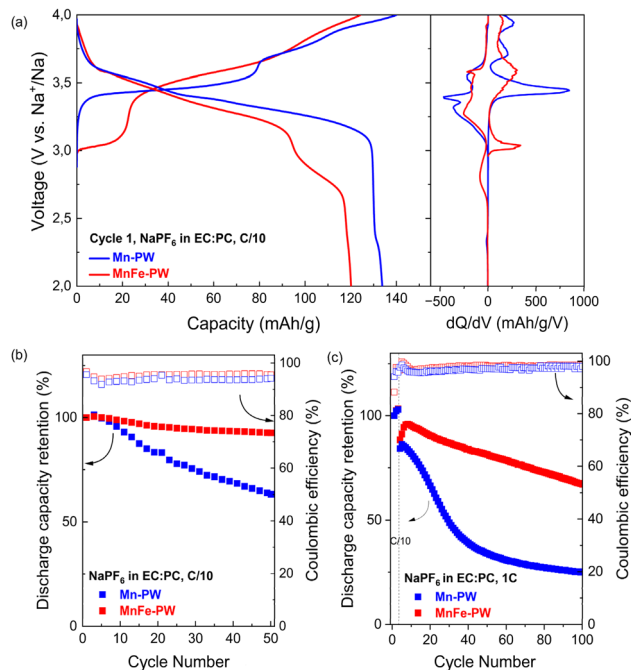 (a)
4,0
3,5
3,0
2,5
2,0
Voltage (V vs. Na⁺/Na)
Cycle 1, NaPF₆ in EC:PC, C/10
Mn-PW
MnFe-PW
0 20 40 60 80 100 120 140
Capacity (mAh/g)
−500 0 500 1000
dQ/dV (mAh/g/V)
(b)
100
75
50
0
Discharge capacity retention (%)
100
80
60
40
20
0
Coulombic efficiency (%)
NaPF₆ in EC:PC, C/10
Mn-PW
MnFe-PW
0 10 20 30 40 50
Cycle Number
(c)
100
75
50
25
0
Discharge capacity retention (%)
100
80
60
40
20
0
Coulombic efficiency (%)
C/10
NaPF₆ in EC:PC, 1C
Mn-PW
MnFe-PW
0 20 40 60 80 100
Cycle Number